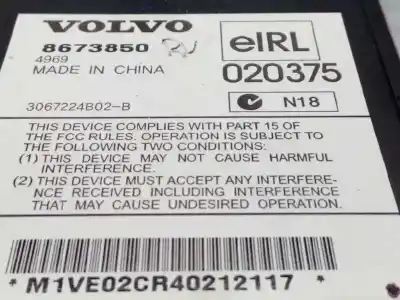 VOLVO
8673850
4969
MADE IN CHINA
3067224B02-B
eIRL
020375
N18
THIS DEVICE COMPLIES WITH PART 15 OF
THE FCC RULES. OPERATION IS SUBJECT TO
THE FOLLOWING TWO CONDITIONS:
(1) THIS DEVICE MAY NOT CAUSE HARMFUL
INTERFERENCE.
(2) THIS DEVICE MUST ACCEPT ANY INTERFERE-
NCE RECEIVED INCLUDING INTERFERENCE
THAT MAY CAUSE UNDESIRED OPERATION.
* M1VE02CR40212117 *